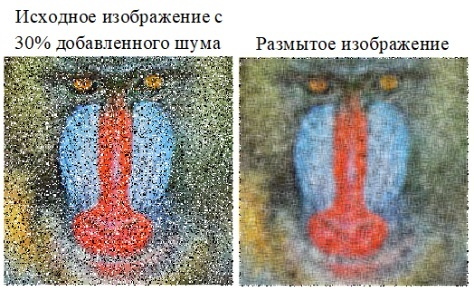 Исходное изображение с
30% добавленного шума
Размытое изображение